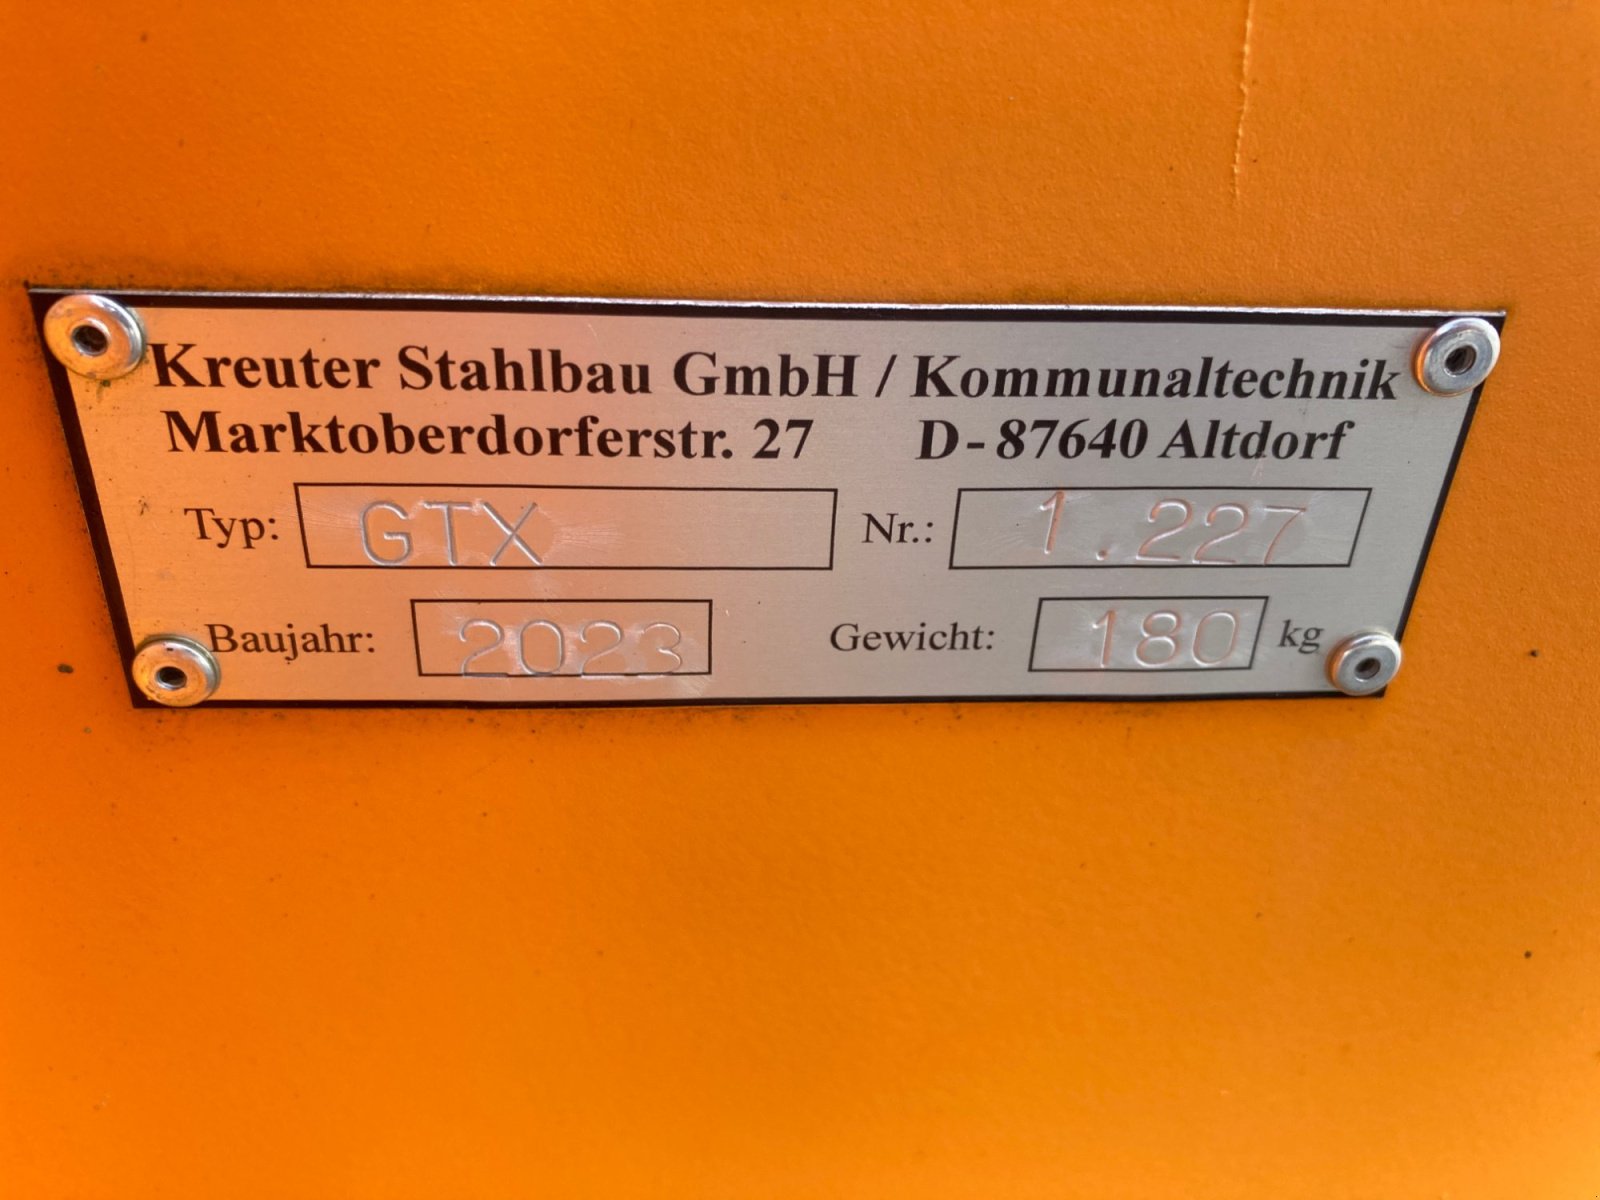 Kreuter Stahlbau GmbH / Kommunaltechnik
Marktoberdorferstr. 27 D-87640 Altdorf
Typ: GTX Nr.: 1.227
Baujahr: 2023 Gewicht: 180 kg